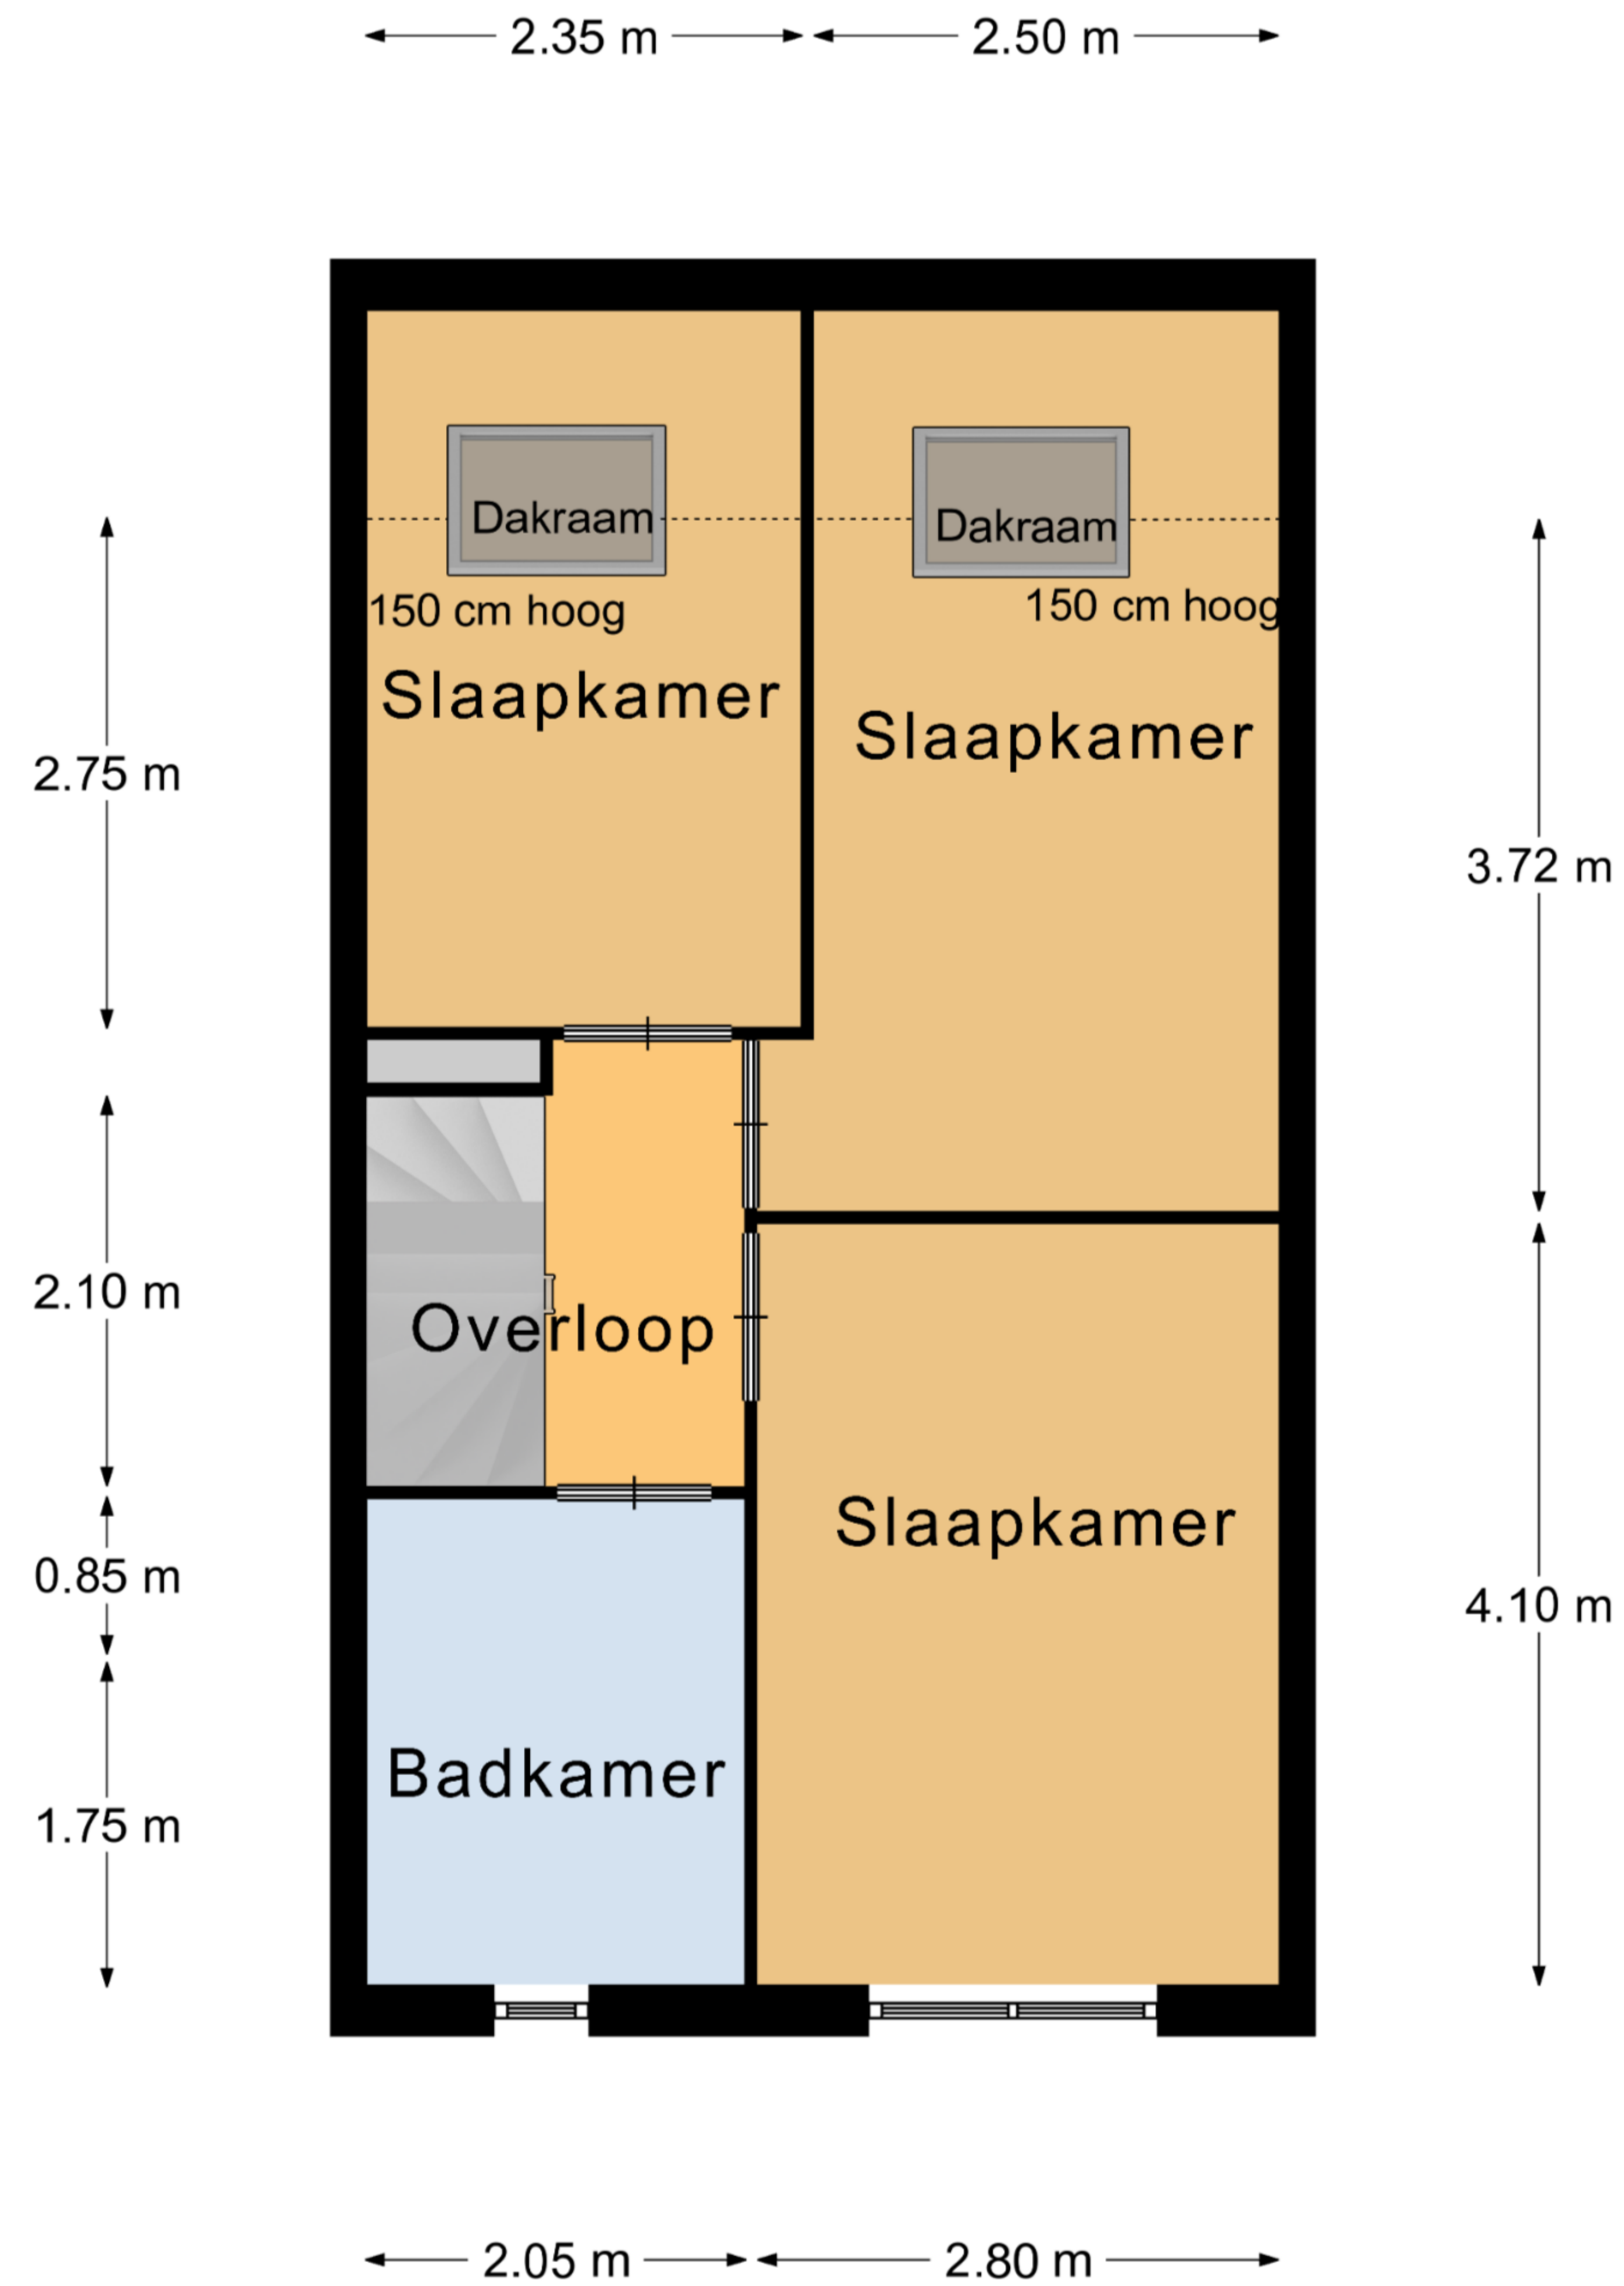 2.35 m
2.50 m
Dakraam
Dakraam
150 cm hoog
150 cm hoog
Slaapkamer
Slaapkamer
2.75 m
3.72 m
2.10 m
Overloop
Slaapkamer
0.85 m
4.10 m
Badkamer
1.75 m
2.05 m
2.80 m